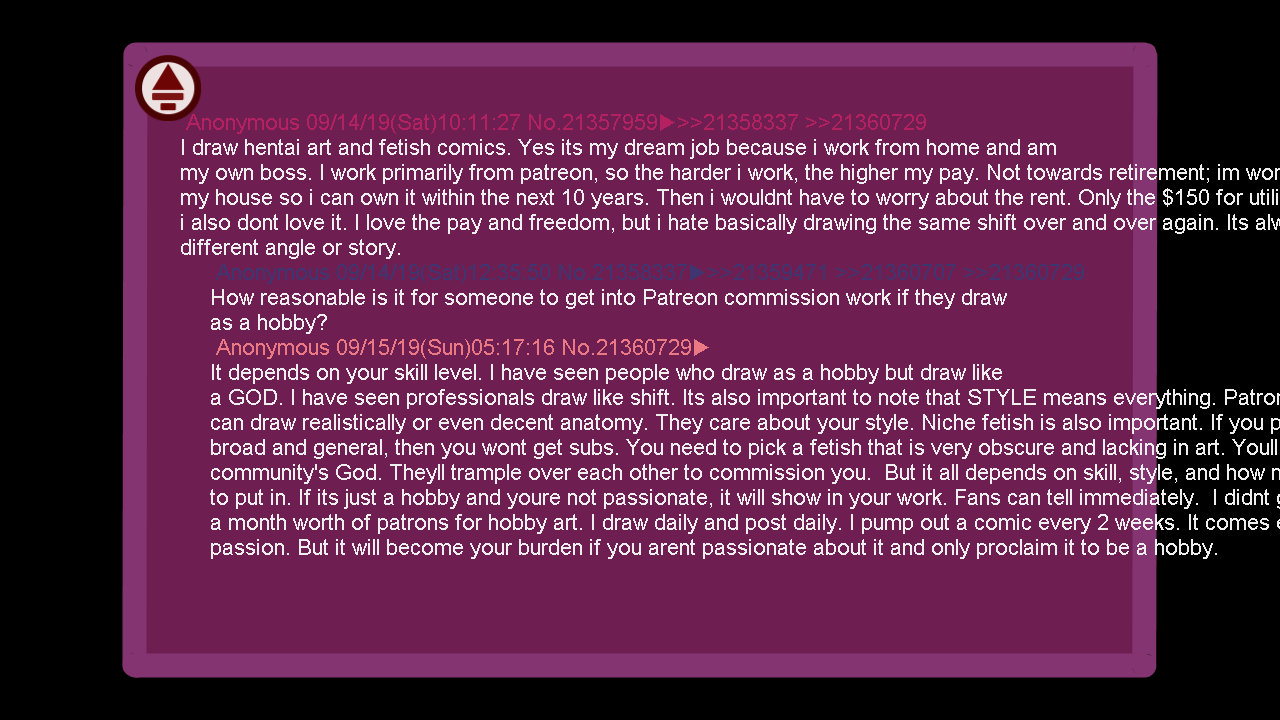 Anonymous 09/14/19(Sat)10:11:27 No.21357959▶>>21358337 >>21360729
I draw hentai art and fetish comics. Yes its my dream job because i work from home and am
my own boss. I work primarily from patreon, so the harder i work, the higher my pay. Not towards retirement; im wor
my house so i can own it within the next 10 years. Then i wouldnt have to worry about the rent. Only the $150 for utili
i also dont love it. I love the pay and freedom, but i hate basically drawing the same shift over and over again. Its alw
different angle or story.
Anonymous 09/14/19(Sat)12:35:50 No.21358337▶>>21359471 >>21360707 >>21360729
How reasonable is it for someone to get into Patreon commission work if they draw
as a hobby?
Anonymous 09/15/19(Sun)05:17:16 No.21360729▶
It depends on your skill level. I have seen people who draw as a hobby but draw like
a GOD. I have seen professionals draw like shift. Its also important to note that STYLE means everything. Patron
can draw realistically or even decent anatomy. They care about your style. Niche fetish is also important. If you p
broad and general, then you wont get subs. You need to pick a fetish that is very obscure and lacking in art. Youll
community's God. Theyll trample over each other to commission you.  But it all depends on skill, style, and how m
to put in. If its just a hobby and youre not passionate, it will show in your work. Fans can tell immediately.  I didnt g
a month worth of patrons for hobby art. I draw daily and post daily. I pump out a comic every 2 weeks. It comes e
passion. But it will become your burden if you arent passionate about it and only proclaim it to be a hobby.